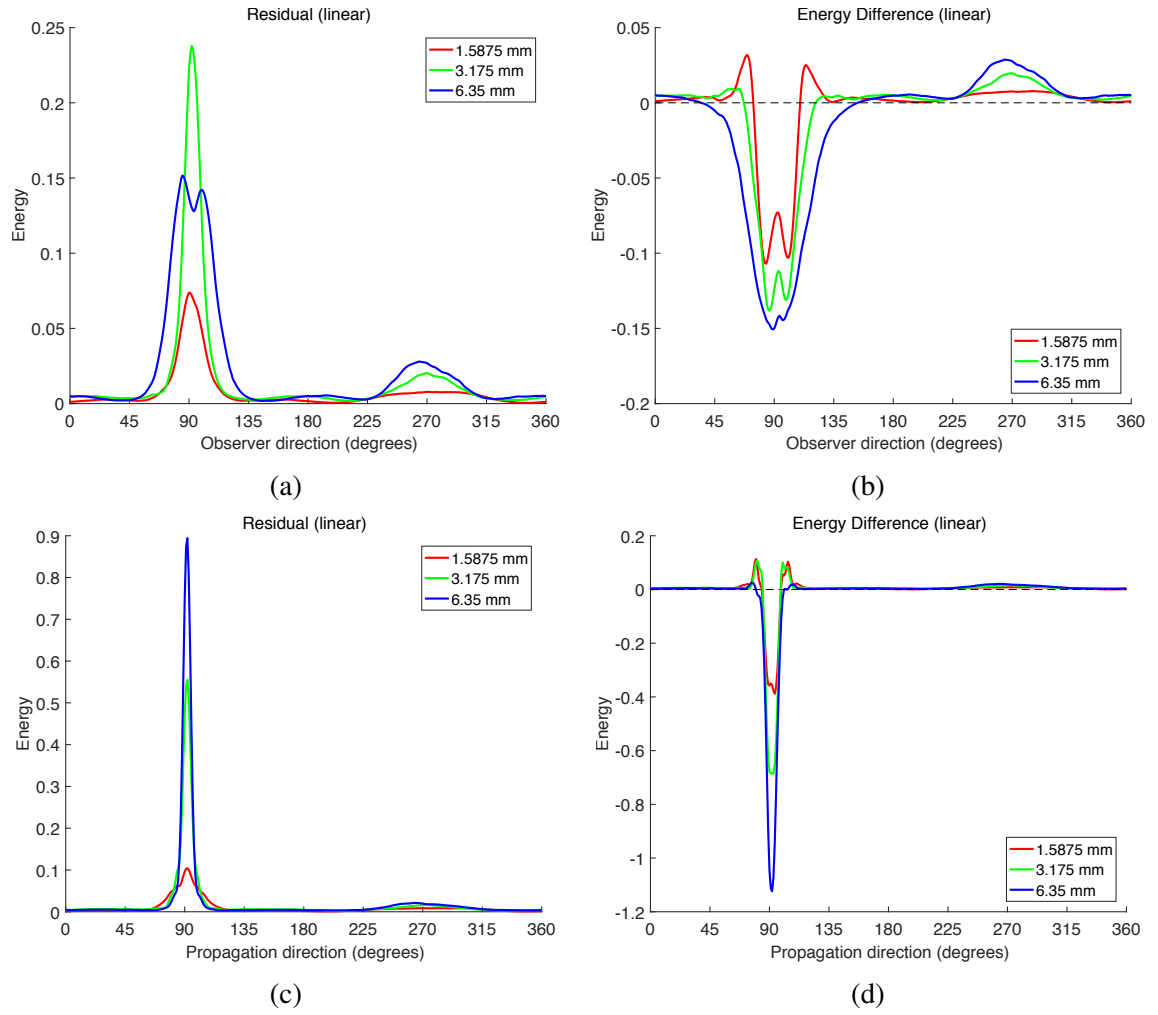 Residual (linear)
0.25
0.2
0.15
0.1
0.05
0
Energy
0 45 90 135 180 225 270 315 360
Observer direction (degrees)
1.5875 mm
3.175 mm
6.35 mm
(a)
Energy Difference (linear)
0.05
0
-0.05
-0.1
-0.15
-0.2
Energy
0 45 90 135 180 225 270 315 360
Observer direction (degrees)
1.5875 mm
3.175 mm
6.35 mm
(b)
Residual (linear)
0.9
0.8
0.7
0.6
0.5
0.4
0.3
0.2
0.1
0
Energy
0 45 90 135 180 225 270 315 360
Propagation direction (degrees)
1.5875 mm
3.175 mm
6.35 mm
(c)
Energy Difference (linear)
0.2
0
-0.2
-0.4
-0.6
-0.8
-1
-1.2
Energy
0 45 90 135 180 225 270 315 360
Propagation direction (degrees)
1.5875 mm
3.175 mm
6.35 mm
(d)